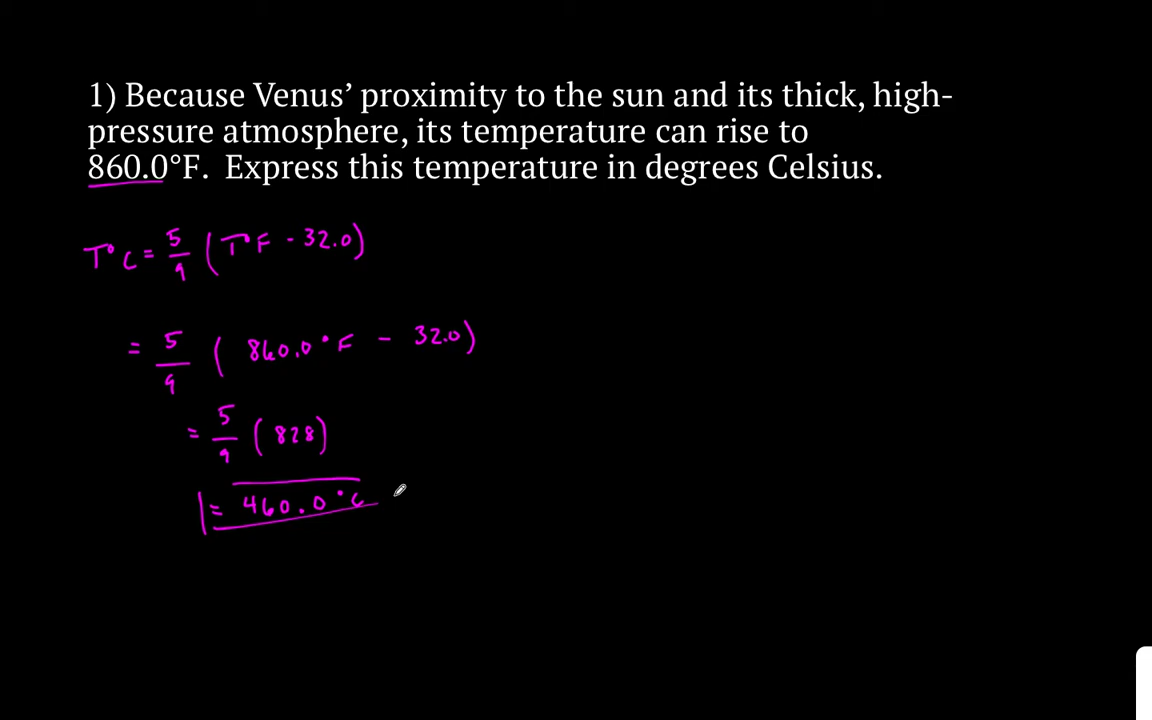 1) Because Venus’ proximity to the sun and its thick, high-
pressure atmosphere, its temperature can rise to
860.0°F. Express this temperature in degrees Celsius.
T°C = 5/9 (T°F - 32.0)
= 5/9 (860.0°F - 32.0)
= 5/9 (828)
= 460.0°C